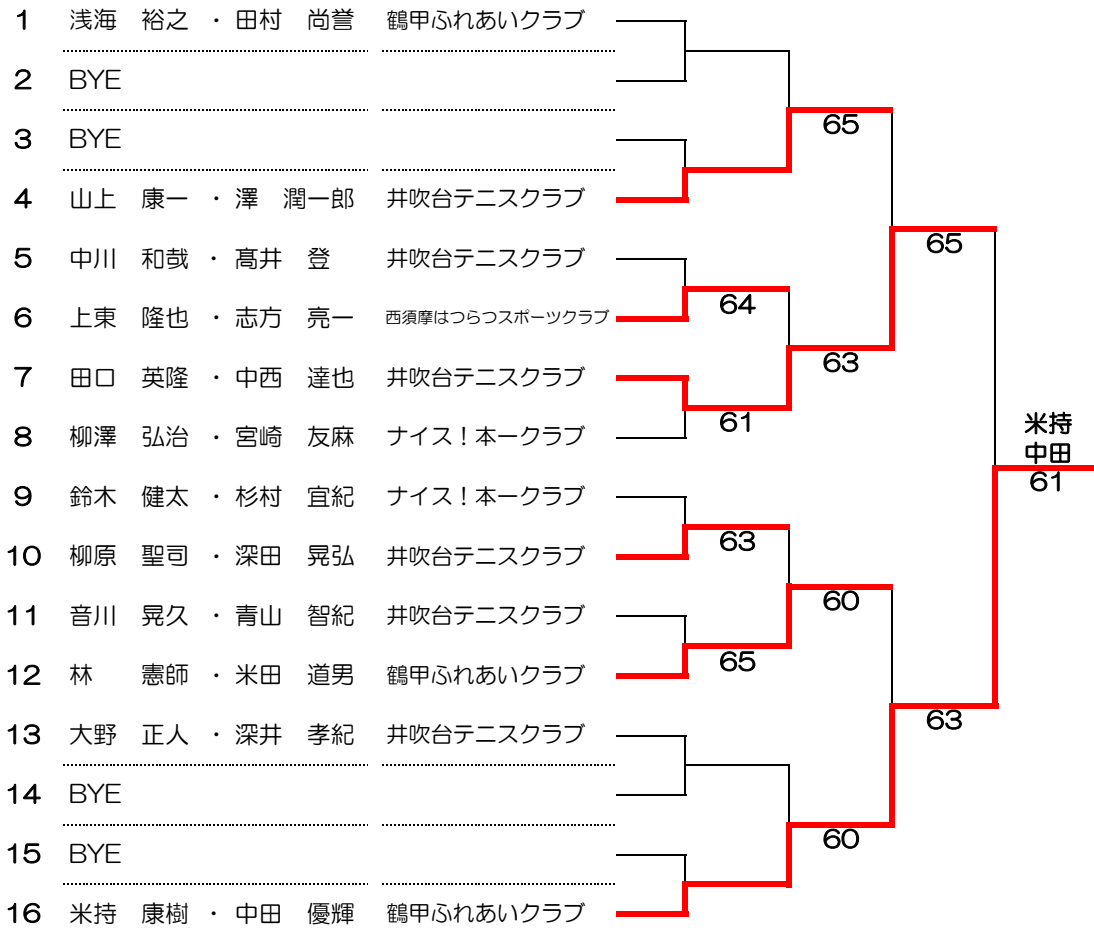 1 浅海 裕之 ・ 田村 尚誉 鶴甲ふれあいクラブ
2 BYE
3 BYE
65
4 山上 康一 ・ 澤 潤一郎 井吹台テニスクラブ
5 中川 和哉 ・ 髙井 登 井吹台テニスクラブ
65
6 上東 隆也 ・ 志方 亮一 西須摩はつらつスポーツクラブ
64
7 田口 英隆 ・ 中西 達也 井吹台テニスクラブ
63
8 柳澤 弘治 ・ 宮崎 友麻 ナイス！本一クラブ
61
米持
中田
61
9 鈴木 健太 ・ 杉村 宜紀 ナイス！本一クラブ
10 柳原 聖司 ・ 深田 晃弘 井吹台テニスクラブ
63
11 音川 晃久 ・ 青山 智紀 井吹台テニスクラブ
60
12 林 憲師 ・ 米田 道男 鶴甲ふれあいクラブ
65
13 大野 正人 ・ 深井 孝紀 井吹台テニスクラブ
63
14 BYE
15 BYE
60
16 米持 康樹 ・ 中田 優輝 鶴甲ふれあいクラブ